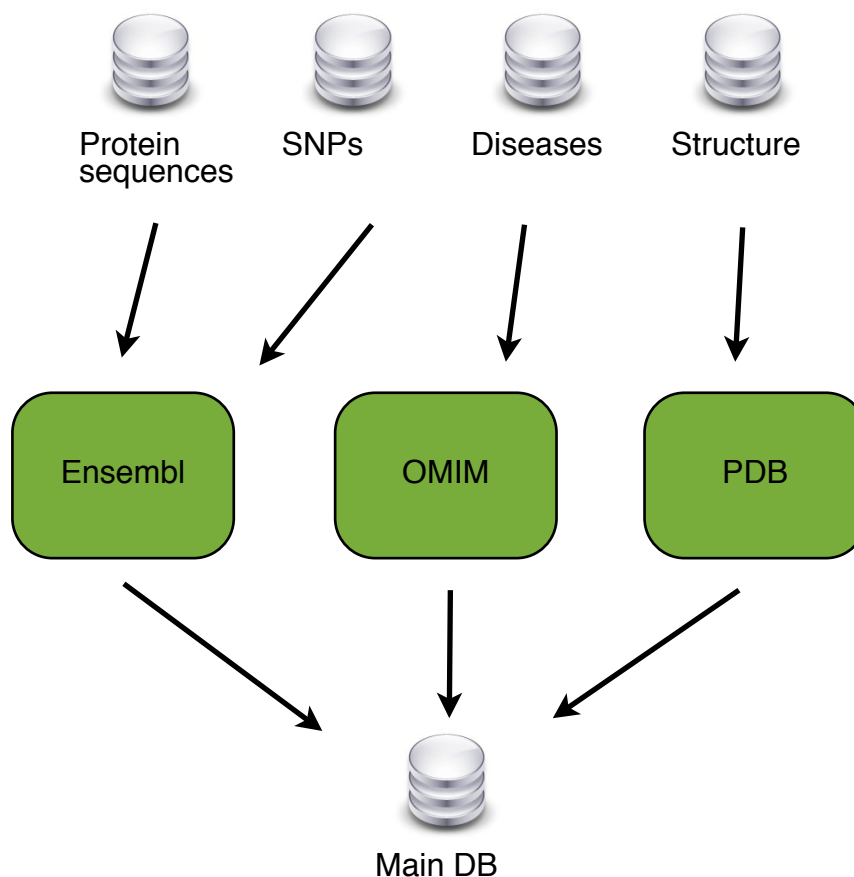 Protein
sequences
SNPs
Diseases
Structure
Ensembl
OMIM
PDB
Main DB